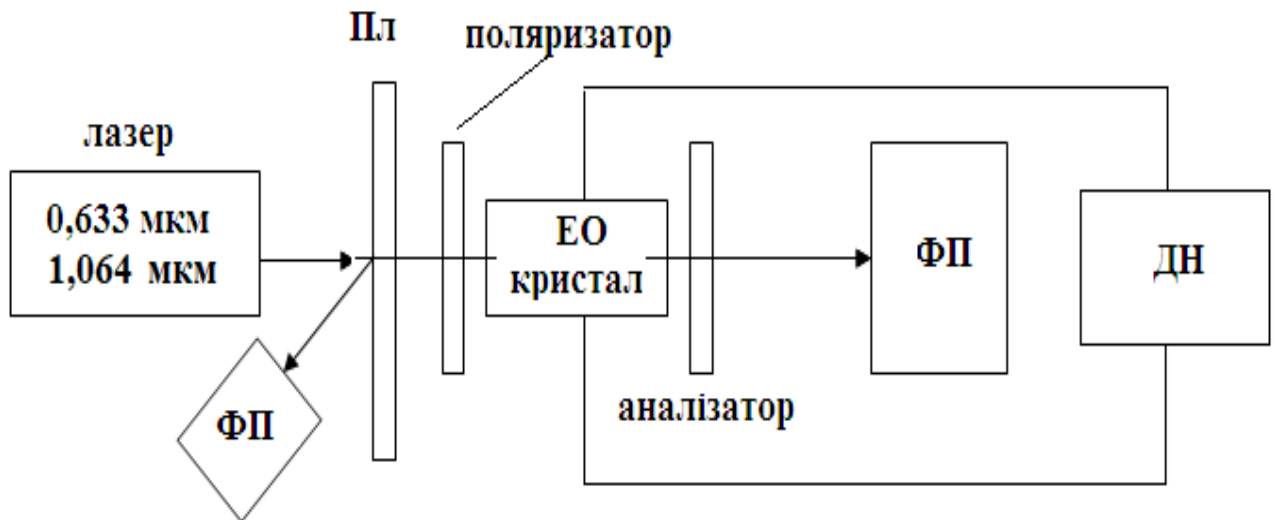 Пл
поляризатор
лазер
0,633 мкм
1,064 мкм
ЕО
кристал
ФП
ДН
аналізатор
ФП